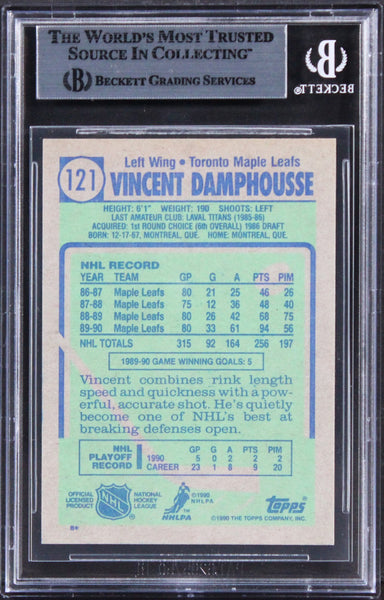 THE WORLD'S MOST TRUSTED
SOURCE IN COLLECTING™
B BECKETT GRADING SERVICES
B
BECKETT
121
Left Wing • Toronto Maple Leafs
VINCENT DAMPHOUSSE
HEIGHT: 6'1" WEIGHT: 190 SHOOTS: LEFT
LAST AMATEUR CLUB: LAVAL TITANS (1985-86)
ACQUIRED: 1st ROUND CHOICE (6th OVERALL) 1986 DRAFT
BORN: 12-17-67, MONTREAL, QUE. HOME: MONTREAL, QUE.
NHL RECORD
YEAR TEAM GP G A PTS PIM
86-87 Maple Leafs 80 21 25 46 26
87-88 Maple Leafs 75 12 36 48 40
88-89 Maple Leafs 80 26 42 68 75
89-90 Maple Leafs 80 33 61 94 56
NHL TOTALS 315 92 164 256 197
1989-90 GAME WINNING GOALS: 5
Vincent combines rink length
speed and quickness with a pow-
erful, accurate shot. He's quietly
become one of NHL's best at
breaking defenses open.
NHL PLAYOFF RECORD
GP G A PTS PIM
1990 5 0 2 2 2
CAREER 23 1 8 9 20
OFFICIAL
LICENSED
PRODUCT
NHL
NATIONAL
HOCKEY
LEAGUE
©1990
NHLPA
NHLPA
Topps
©1990 THE TOPPS COMPANY, INC.
B*